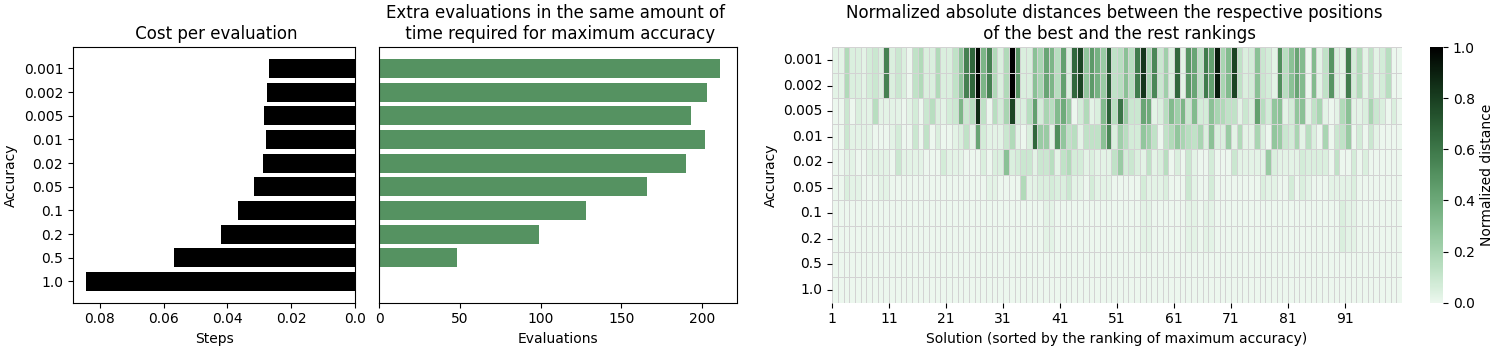 Cost per evaluation
Accuracy
0.001
0.002
0.005
0.01
0.02
0.05
0.1
0.2
0.5
1.0
0.08 0.06 0.04 0.02 0.0
Steps
Extra evaluations in the same amount of
time required for maximum accuracy
0 50 100 150 200
Evaluations
Normalized absolute distances between the respective positions
of the best and the rest rankings
Accuracy
0.001
0.002
0.005
0.01
0.02
0.05
0.1
0.2
0.5
1.0
1 11 21 31 41 51 61 71 81 91
Solution (sorted by the ranking of maximum accuracy)
1.0
0.8
0.6
0.4
0.2
0.0
Normalized distance